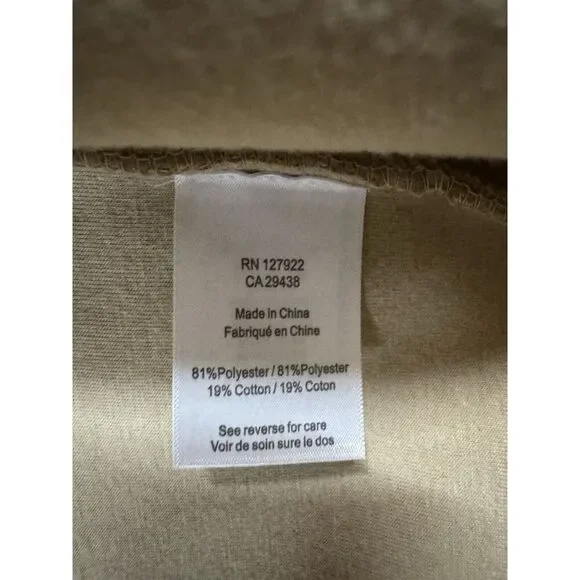 RN 127922
CA 29438
Made in China
Fabriqué en Chine
81%Polyester / 81%Polyester
19% Cotton / 19% Coton
See reverse for care
Voir de soin sure le dos